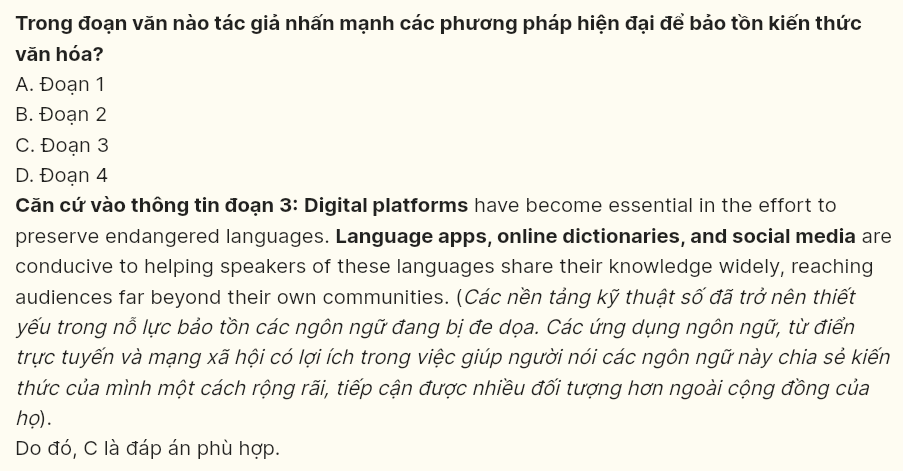 Trong đoạn văn nào tác giả nhấn mạnh các phương pháp hiện đại để bảo tồn kiến thức
văn hóa?
A. Đoạn 1
B. Đoạn 2
C. Đoạn 3
D. Đoạn 4
Căn cứ vào thông tin đoạn 3: Digital platforms have become essential in the effort to
preserve endangered languages. Language apps, online dictionaries, and social media are
conducive to helping speakers of these languages share their knowledge widely, reaching
audiences far beyond their own communities. (Các nền tảng kỹ thuật số đã trở nên thiết
yếu trong nỗ lực bảo tồn các ngôn ngữ đang bị đe dọa. Các ứng dụng ngôn ngữ, từ điển
trực tuyến và mạng xã hội có lợi ích trong việc giúp người nói các ngôn ngữ này chia sẻ kiến
thức của mình một cách rộng rãi, tiếp cận được nhiều đối tượng hơn ngoài cộng đồng của
họ).
Do đó, C là đáp án phù hợp.